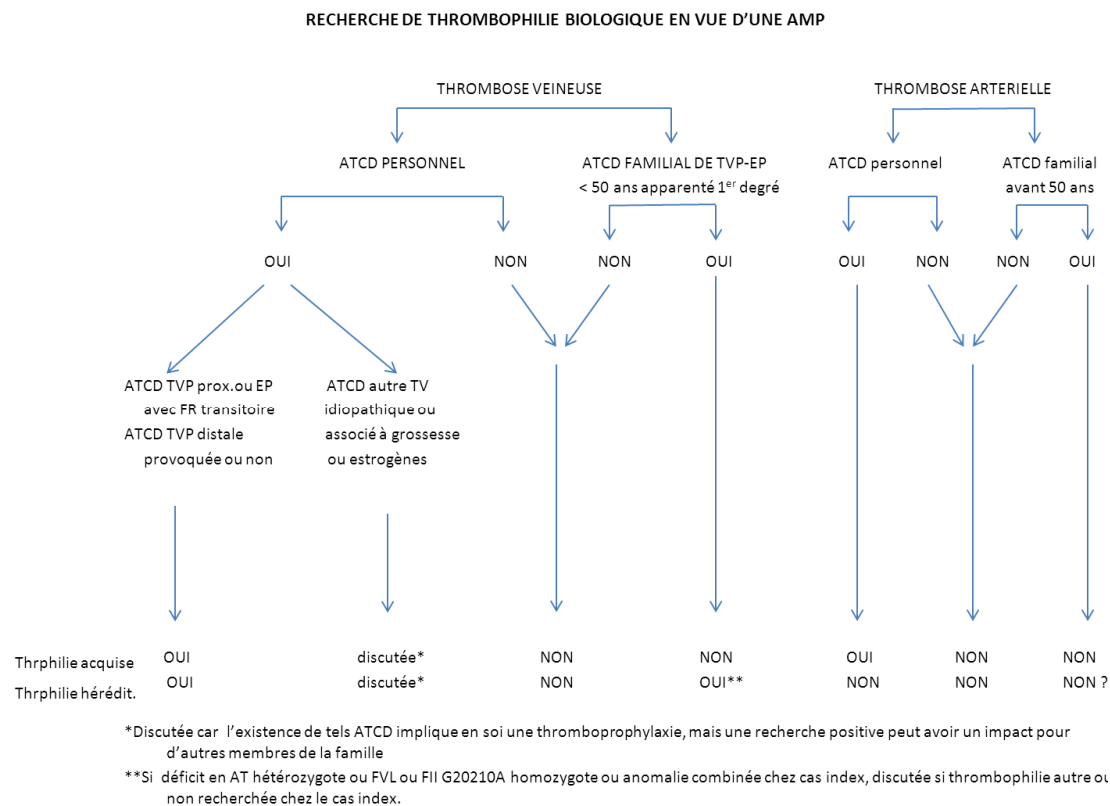 RECHERCHE DE THROMBOPHILIE BIOLOGIQUE EN VUE D’UNE AMP
THROMBOSE VEINEUSE
THROMBOSE ARTERIELLE
ATCD PERSONNEL
ATCD FAMILIAL DE TVP-EP
< 50 ans apparenté 1er degré
ATCD personnel
ATCD familial
avant 50 ans
OUI
NON
NON
OUI
OUI
NON
NON
OUI
ATCD TVP prox.ou EP
avec FR transitoire
ATCD TVP distale
provoquée ou non
ATCD autre TV
idiopathique ou
associé à grossesse
ou estrogènes
Thrphilie acquise OUI discutée* NON NON OUI NON NON
Thrphilie hérédit. OUI discutée* NON OUI** NON NON NON ?
*Discutée car l’existence de tels ATCD implique en soi une thromboprophylaxie, mais une recherche positive peut avoir un impact pour
d’autres membres de la famille
**Si déficit en AT hétérozygote ou FVL ou FII G20210A homozygote ou anomalie combinée chez cas index, discutée si thrombophilie autre ou
non recherchée chez le cas index.